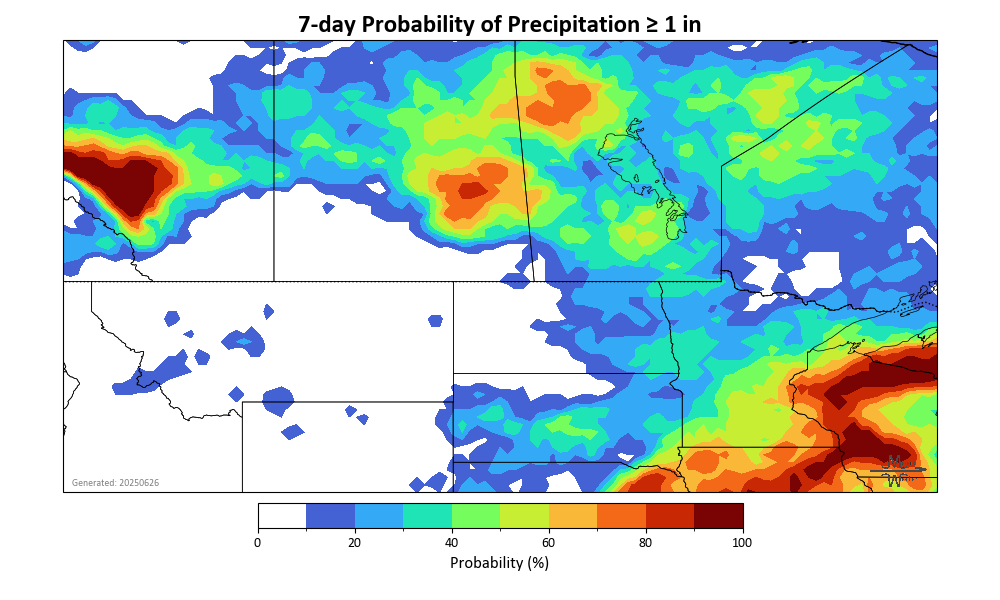 7-day Probability of Precipitation ≥ 1 in
Generated: 20250626
0 20 40 60 80 100
Probability (%)